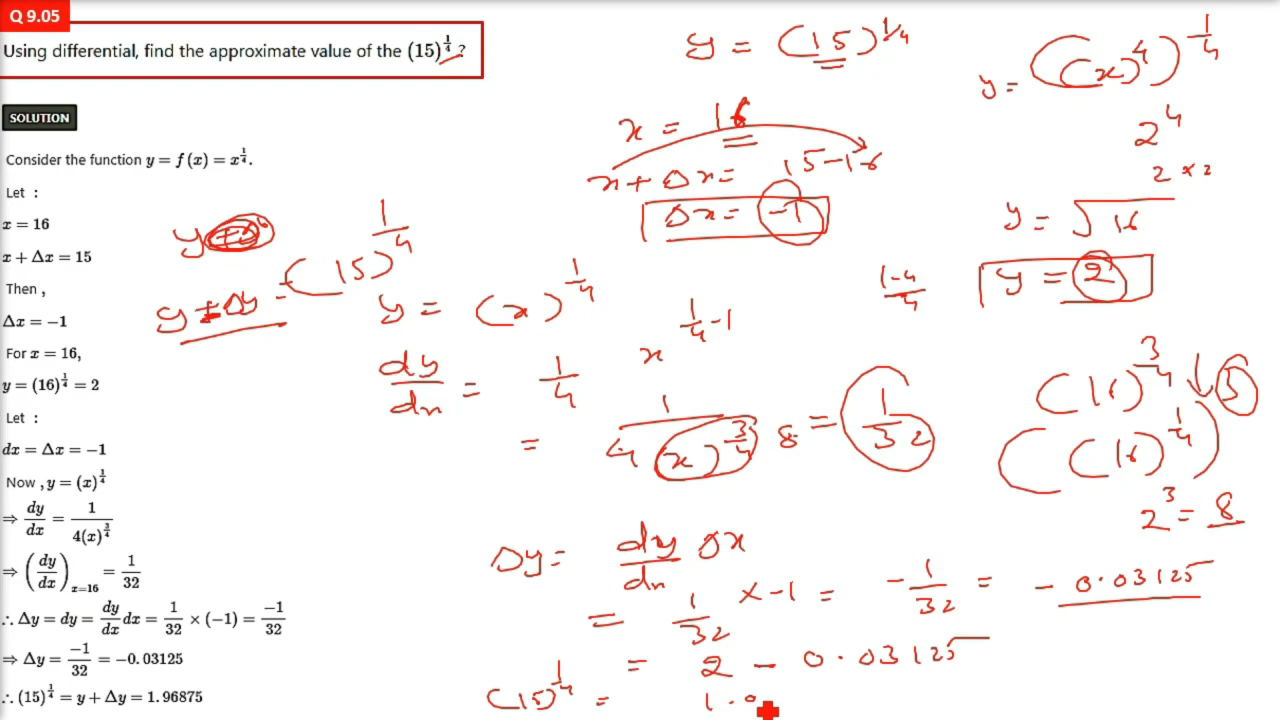 Q 9.05
Using differential, find the approximate value of the (15)^{1/4} ?
SOLUTION
Consider the function y = f (x) = x^{1/4}.
Let :
x = 16
x + Δx = 15
Then ,
Δx = −1
For x = 16,
y = (16)^{1/4} = 2
Let :
dx = Δx = −1
Now , y = (x)^{1/4}
⇒ dy/dx = 1/4(x)^{3/4}
⇒ (dy/dx)_{x=16} = 1/32
∴ Δy = dy = dy/dx dx = 1/32 × (−1) = −1/32
⇒ Δy = −1/32 = −0.03125
∴ (15)^{1/4} = y + Δy = 1.96875
y = (15)^{1/4}
x = 16
x + Δx = 15−16
Δx = −1
y
y + Δy = (15)^{1/4}
y = (x)^{1/4}
x^{1/4 − 1}
1−4/4
dy/dx = 1/4
= 1/4(x)^{3/4} 8 = 1/32
y = ((x)^4)^{1/4}
2^4
2 × 2
y = √16
y = 2
(16)^{3/4}
((16)^{1/4})
2^3 = 8
Δy = dy/dx Δx
= 1/32 × −1 = −1/32 = −0.03125
= 2 − 0.03125
(15)^{1/4} = 1.9